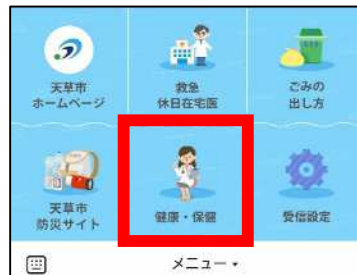 天草市
ホームページ
救急
休日在宅医
ごみの
出し方
天草市
防災サイト
健康・保健
受信設定
メニュー